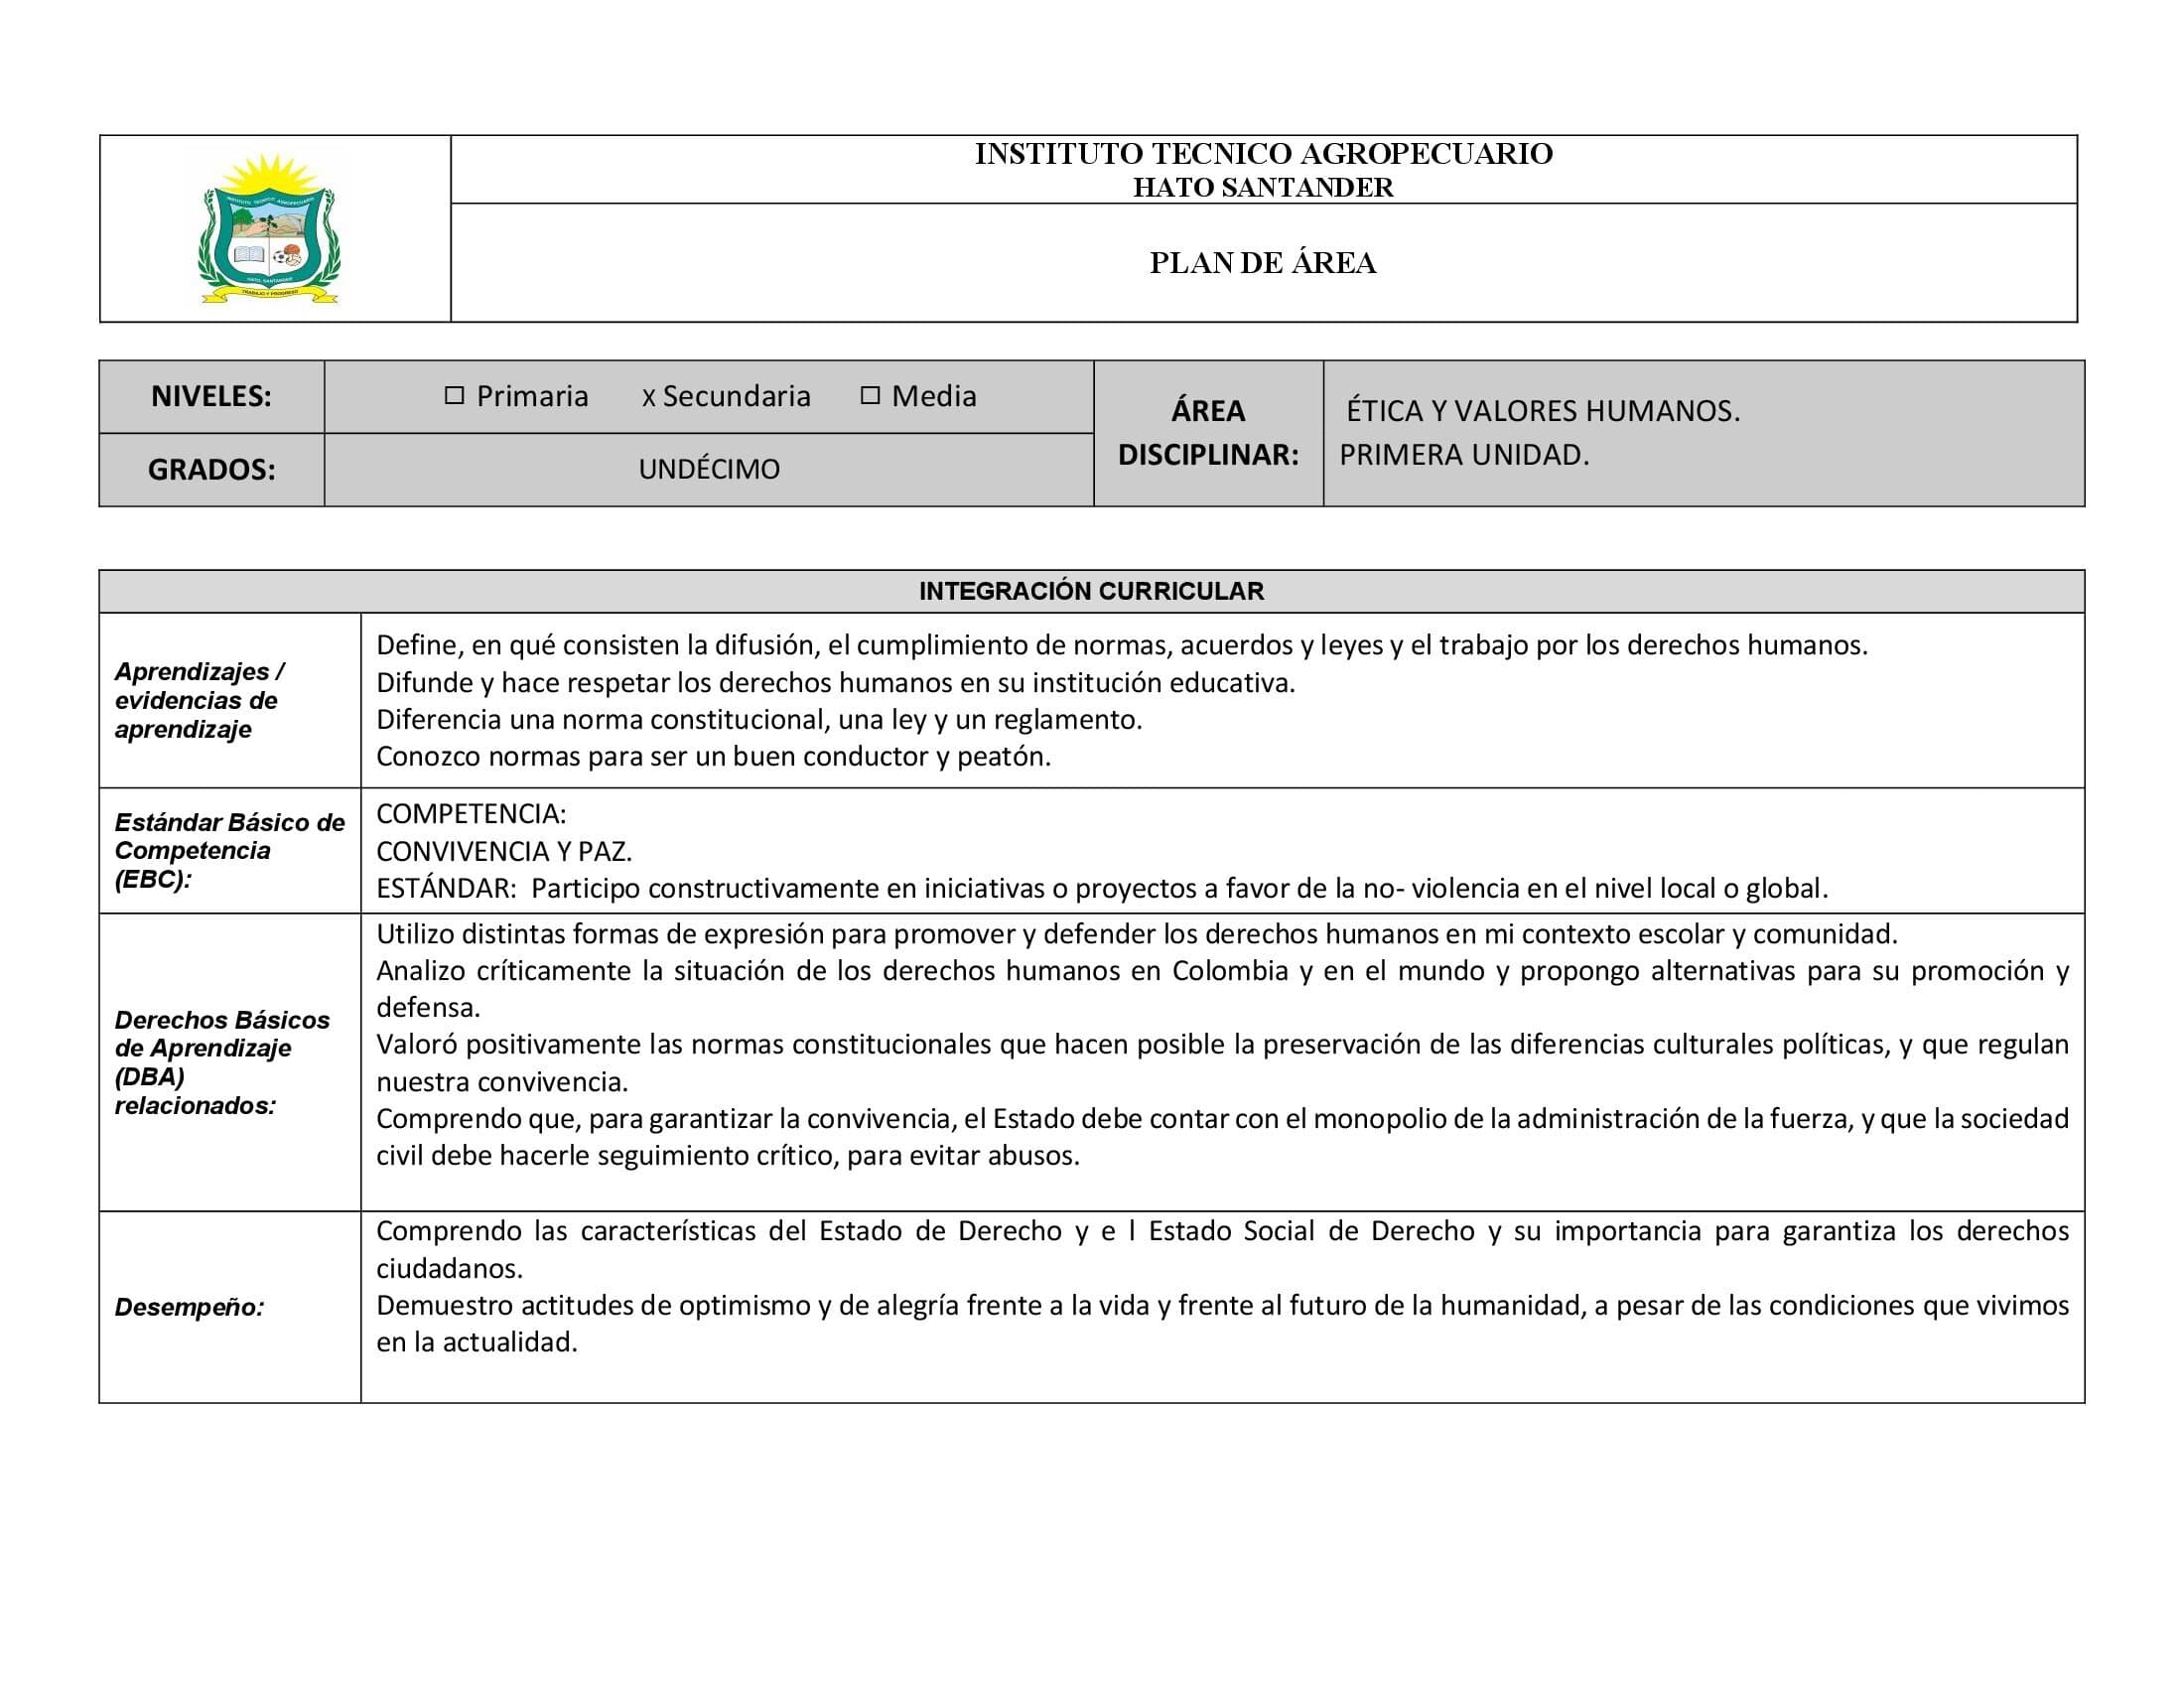 INSTITUTO TECNICO AGROPECUARIO
HATO SANTANDER
PLAN DE ÁREA
INSTITUTO TECNICO AGROPECUARIO
HATO, SANTANDER
TRABAJO Y PROGRESO
NIVELES:
☐ Primaria X Secundaria ☐ Media
GRADOS:
UNDÉCIMO
ÁREA
DISCIPLINAR:
ÉTICA Y VALORES HUMANOS.
PRIMERA UNIDAD.
INTEGRACIÓN CURRICULAR
Aprendizajes /
evidencias de
aprendizaje
Define, en qué consisten la difusión, el cumplimiento de normas, acuerdos y leyes y el trabajo por los derechos humanos.
Difunde y hace respetar los derechos humanos en su institución educativa.
Diferencia una norma constitucional, una ley y un reglamento.
Conozco normas para ser un buen conductor y peatón.
Estándar Básico de
Competencia
(EBC):
COMPETENCIA:
CONVIVENCIA Y PAZ.
ESTÁNDAR: Participo constructivamente en iniciativas o proyectos a favor de la no- violencia en el nivel local o global.
Derechos Básicos
de Aprendizaje
(DBA)
relacionados:
Utilizo distintas formas de expresión para promover y defender los derechos humanos en mi contexto escolar y comunidad.
Analizo críticamente la situación de los derechos humanos en Colombia y en el mundo y propongo alternativas para su promoción y
defensa.
Valoró positivamente las normas constitucionales que hacen posible la preservación de las diferencias culturales políticas, y que regulan
nuestra convivencia.
Comprendo que, para garantizar la convivencia, el Estado debe contar con el monopolio de la administración de la fuerza, y que la sociedad
civil debe hacerle seguimiento crítico, para evitar abusos.
Desempeño:
Comprendo las características del Estado de Derecho y e l Estado Social de Derecho y su importancia para garantiza los derechos
ciudadanos.
Demuestro actitudes de optimismo y de alegría frente a la vida y frente al futuro de la humanidad, a pesar de las condiciones que vivimos
en la actualidad.